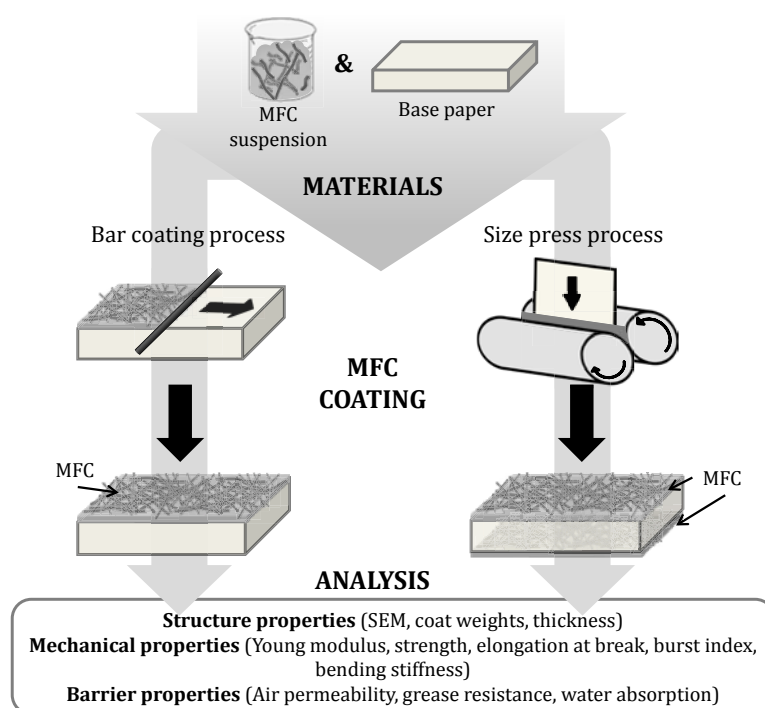 &
MFC
suspension
Base paper
MATERIALS
Bar coating process
Size press process
MFC
COATING
MFC
MFC
ANALYSIS
Structure properties (SEM, coat weights, thickness)
Mechanical properties (Young modulus, strength, elongation at break, burst index,
bending stiffness)
Barrier properties (Air permeability, grease resistance, water absorption)